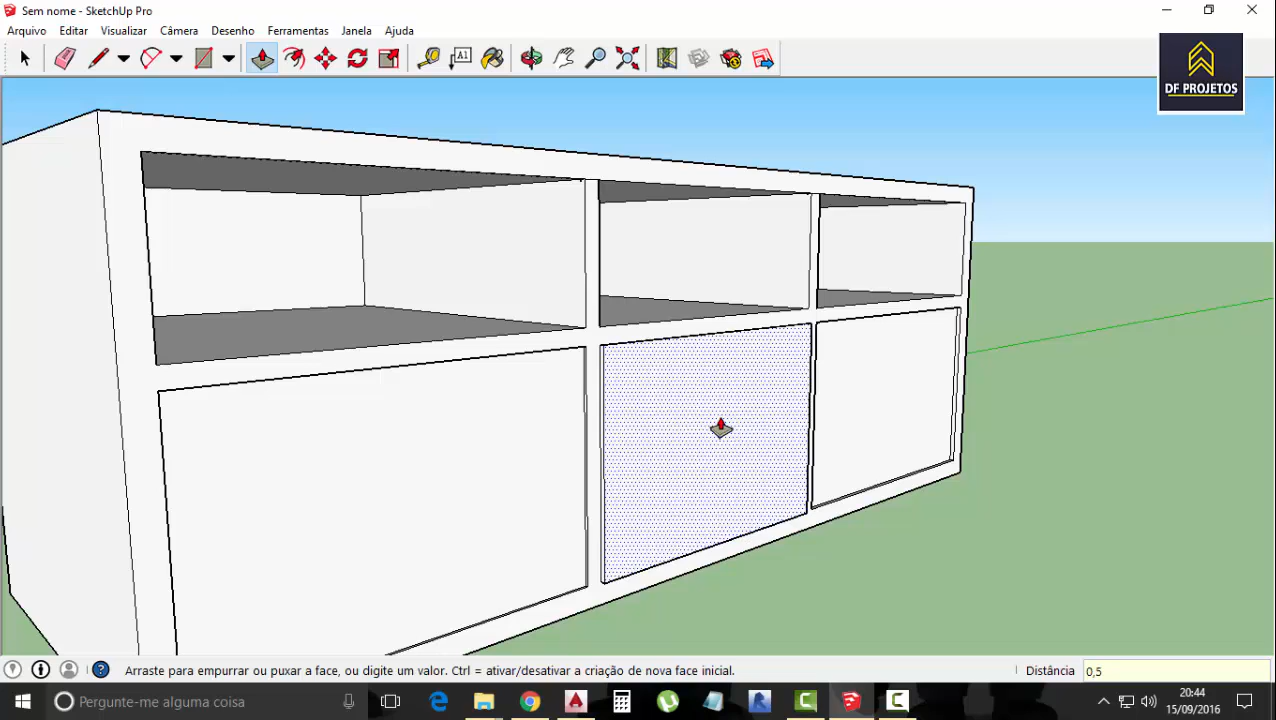 Sem nome - SketchUp Pro
Arquivo Editar Visualizar Câmera Desenho Ferramentas Janela Ajuda
A1
DF PROJETOS
Arraste para empurrar ou puxar a face, ou digite um valor. Ctrl = ativar/desativar a criação de nova face inicial.
Distância 0,5
Pergunte-me alguma coisa
20:44
15/09/2016